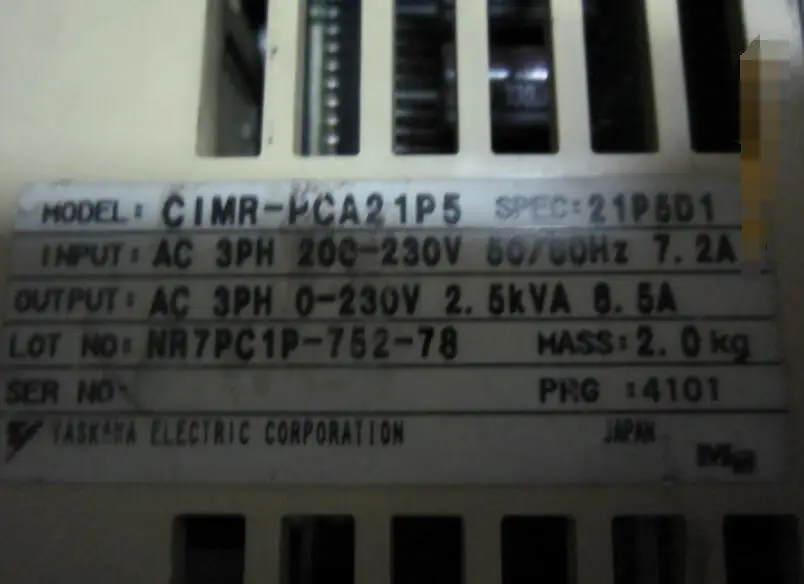 MODEL: CIMR-PCA21P5 SPEC: 21P5D1
INPUT: AC 3PH 200-230V 50/60Hz 7.2A
OUTPUT: AC 3PH 0-230V 2.5kVA 6.5A
LOT NO: NR7PC1P-752-78 MASS: 2.0kg
SER NO: PRG :4101
YASKAWA ELECTRIC CORPORATION JAPAN